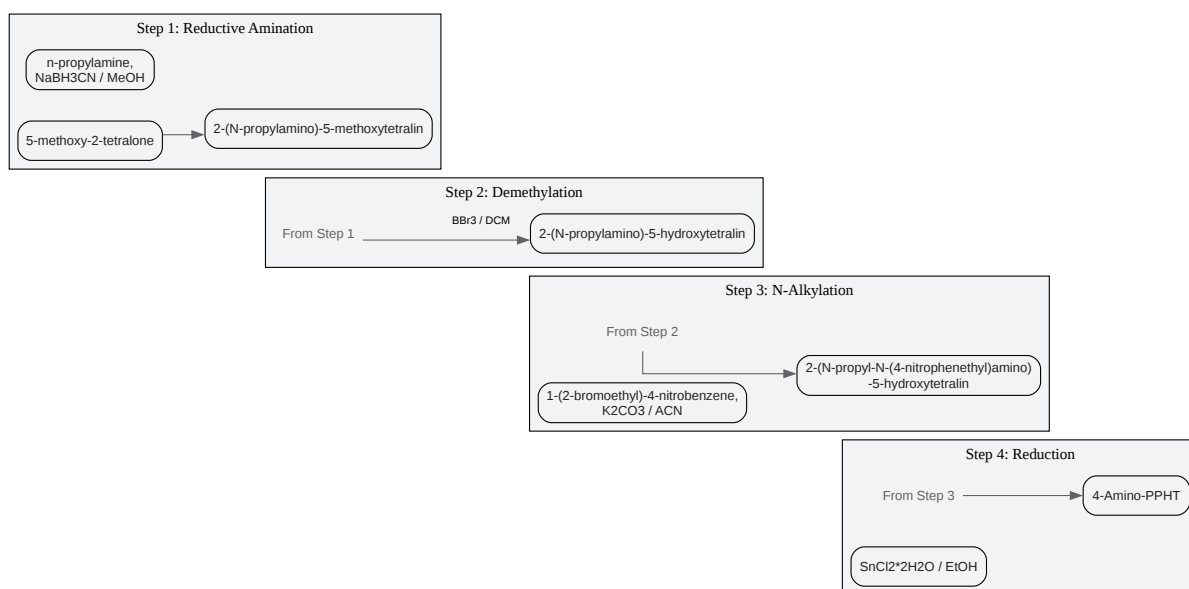 Step 1: Reductive Amination
n-propylamine,
NaBH3CN / MeOH
5-methoxy-2-tetralone
2-(N-propylamino)-5-methoxytetralin
Step 2: Demethylation
From Step 1
BBr3 / DCM
2-(N-propylamino)-5-hydroxytetralin
Step 3: N-Alkylation
From Step 2
1-(2-bromoethyl)-4-nitrobenzene,
K2CO3 / ACN
2-(N-propyl-N-(4-nitrophenethyl)amino)
-5-hydroxytetralin
Step 4: Reduction
From Step 3
4-Amino-PPHT
SnCl2*2H2O / EtOH